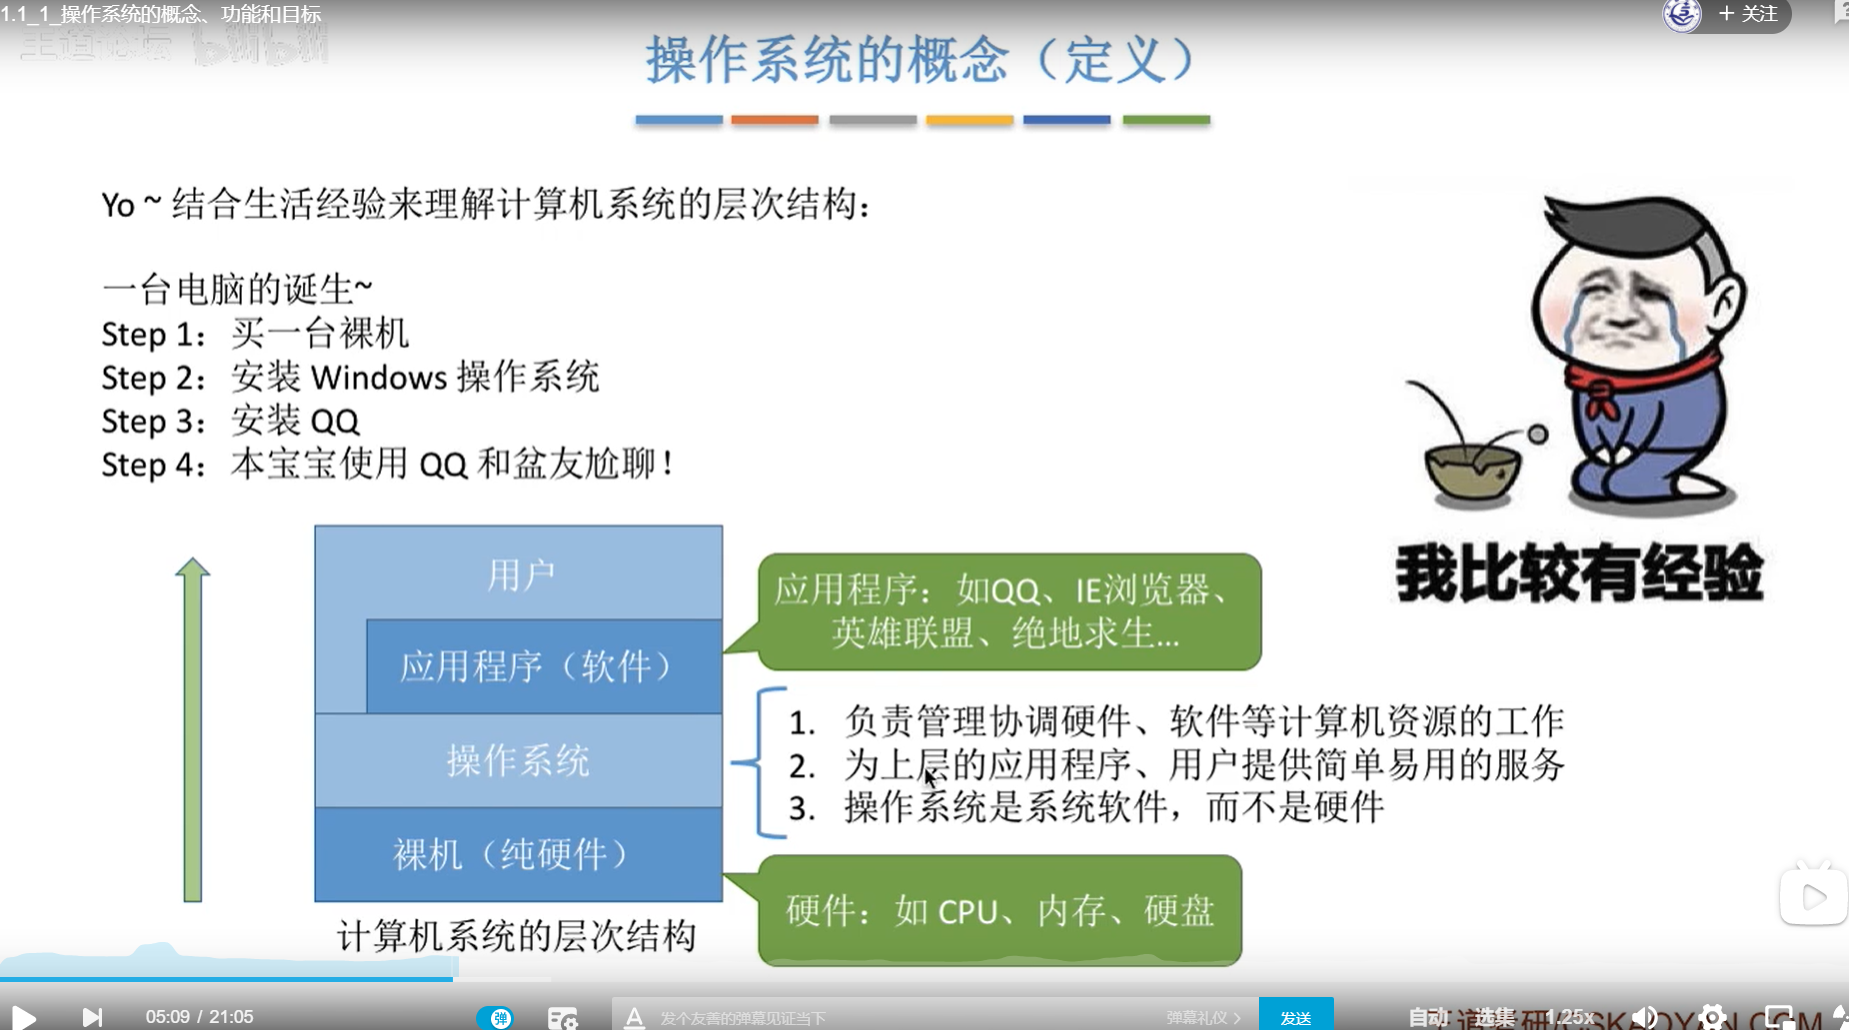 1.1_1_操作系统的概念、功能和目标
+ 关注
王道论坛 bilibili
操作系统的概念（定义）
Yo ~ 结合生活经验来理解计算机系统的层次结构：
一台电脑的诞生~
Step 1：买一台裸机
Step 2：安装 Windows 操作系统
Step 3：安装 QQ
Step 4：本宝宝使用 QQ 和盆友尬聊！
我比较有经验
用户
应用程序（软件）
操作系统
裸机（纯硬件）
计算机系统的层次结构
应用程序：如QQ、IE浏览器、
英雄联盟、绝地求生...
1. 负责管理协调硬件、软件等计算机资源的工作
2. 为上层的应用程序、用户提供简单易用的服务
3. 操作系统是系统软件，而不是硬件
硬件：如 CPU、内存、硬盘
05:09 / 21:05
弹
A 发个友善的弹幕见证当下
弹幕礼仪 >
发送
自动
选集
1.25x